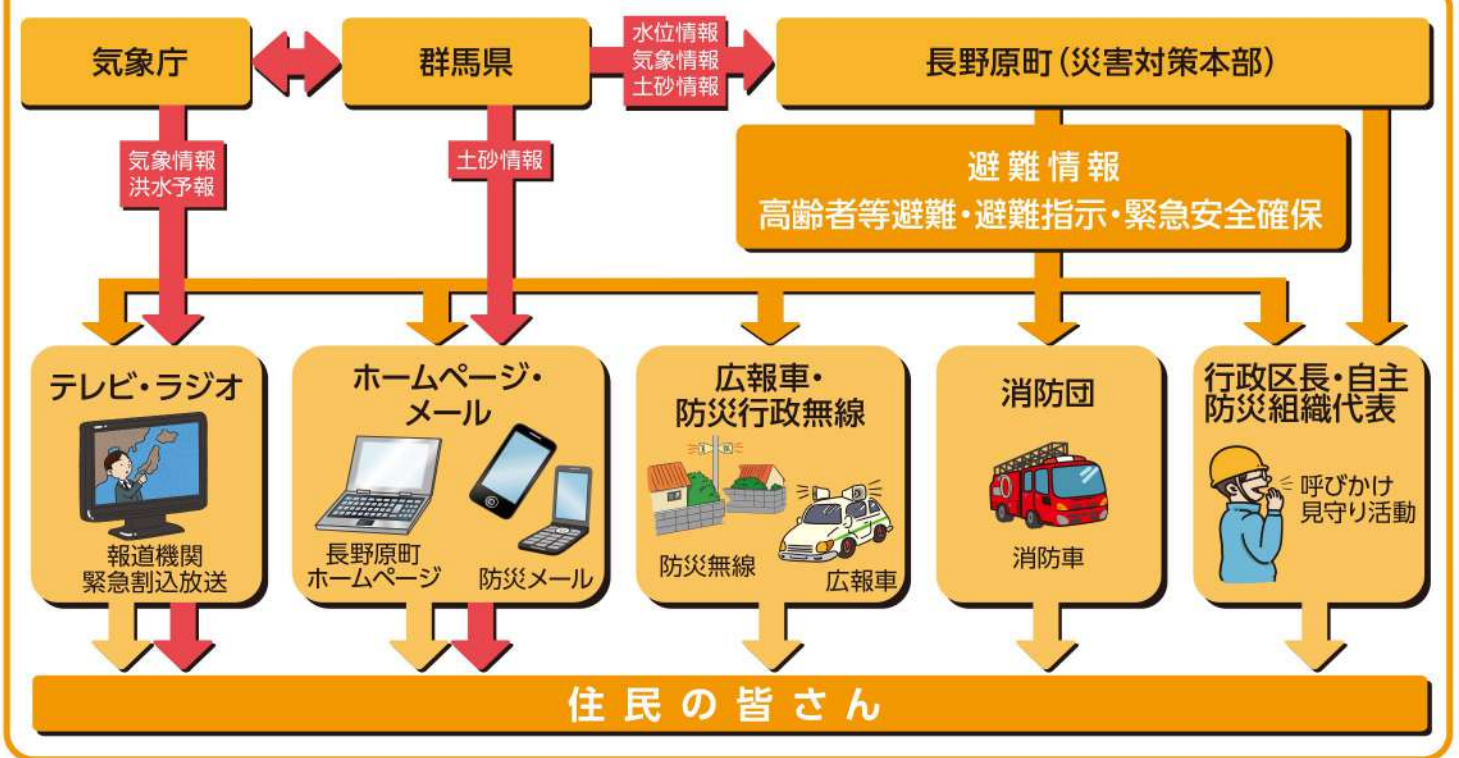 気象庁
群馬県
水位情報
気象情報
土砂情報
長野原町(災害対策本部)
気象情報
洪水予報
土砂情報
避難情報
高齢者等避難・避難指示・緊急安全確保
テレビ・ラジオ
報道機関
緊急割込放送
ホームページ・
メール
長野原町
ホームページ
防災メール
広報車・
防災行政無線
防災無線
広報車
消防団
消防車
行政区長・自主
防災組織代表
呼びかけ
見守り活動
住民の皆さん